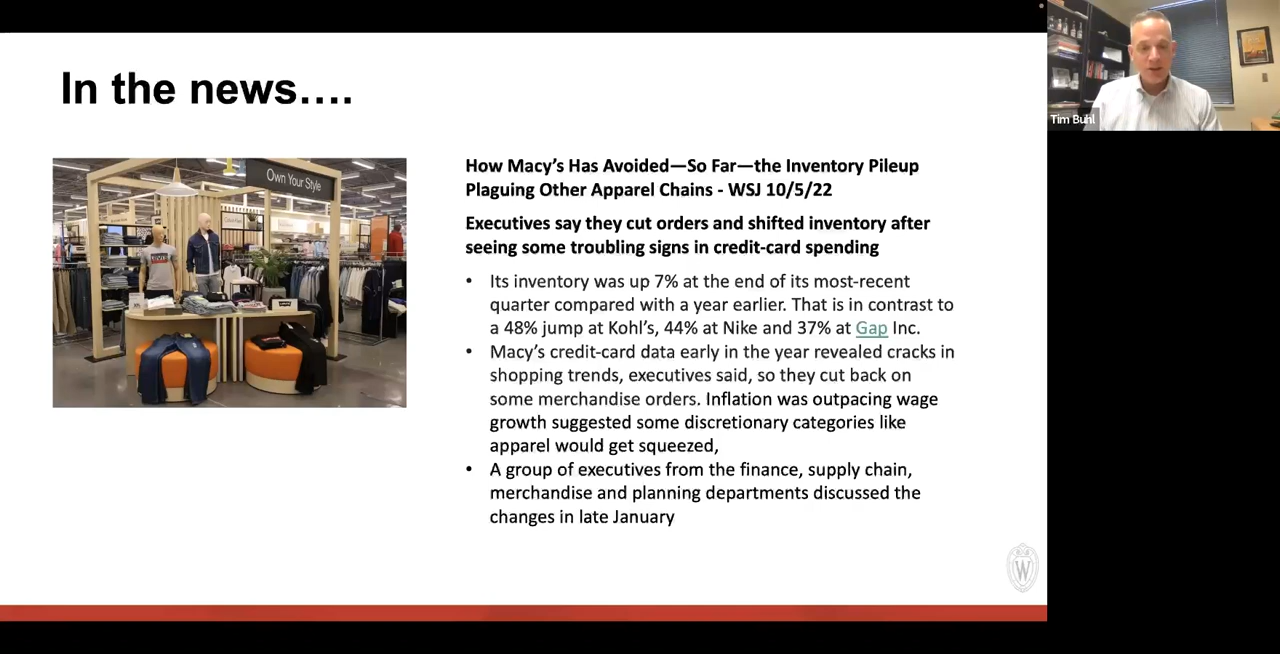 In the news….
Own Your Style
How Macy’s Has Avoided—So Far—the Inventory Pileup
Plaguing Other Apparel Chains - WSJ 10/5/22
Executives say they cut orders and shifted inventory after
seeing some troubling signs in credit-card spending
• Its inventory was up 7% at the end of its most-recent
quarter compared with a year earlier. That is in contrast to
a 48% jump at Kohl’s, 44% at Nike and 37% at Gap Inc.
• Macy’s credit-card data early in the year revealed cracks in
shopping trends, executives said, so they cut back on
some merchandise orders. Inflation was outpacing wage
growth suggested some discretionary categories like
apparel would get squeezed,
• A group of executives from the finance, supply chain,
merchandise and planning departments discussed the
changes in late January
W
Tim Buhl